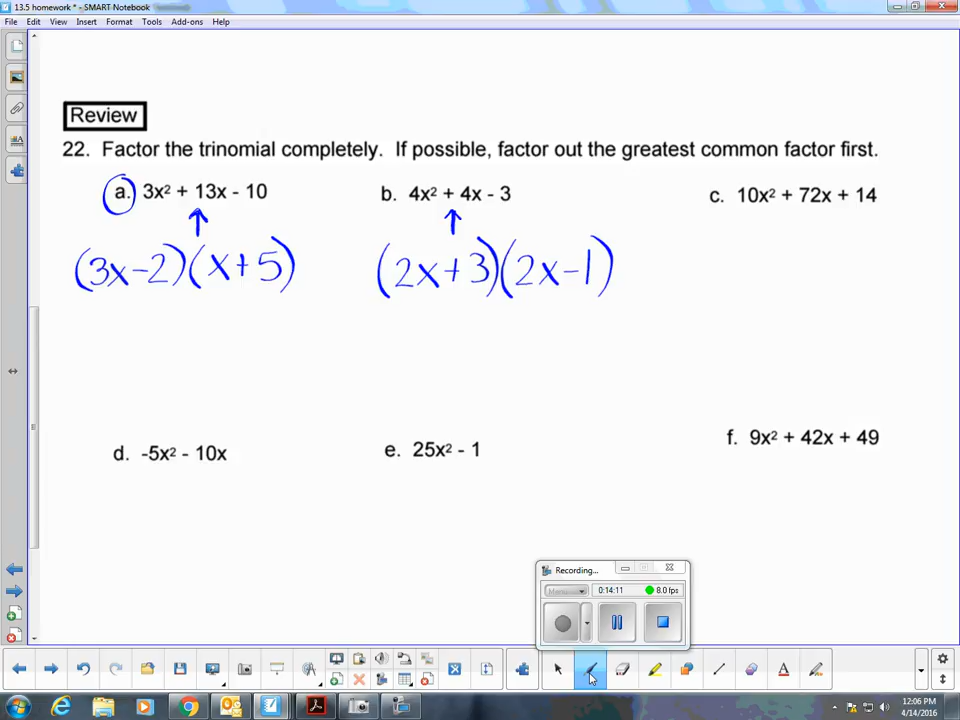 13.5 homework * - SMART Notebook
File Edit View Insert Format Tools Add-ons Help
Review
22. Factor the trinomial completely. If possible, factor out the greatest common factor first.
a. 3x² + 13x - 10 b. 4x² + 4x - 3 c. 10x² + 72x + 14
(3x-2)(x+5) (2x+3)(2x-1)
d. -5x² - 10x e. 25x² - 1 f. 9x² + 42x + 49
Recording...
0:14:11 8.0 fps
12:06 PM
4/14/2016